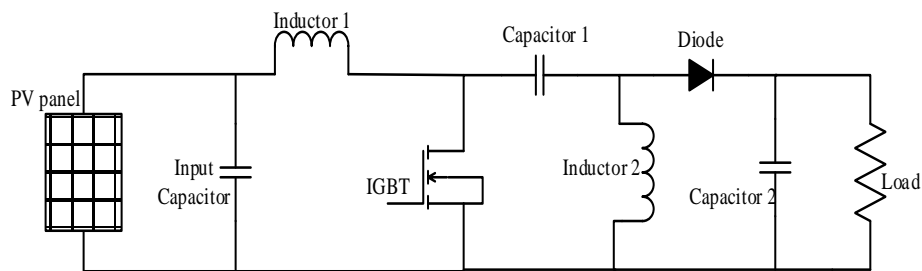 Inductor 1
Capacitor 1
Diode
PV panel
Input
Capacitor
IGBT
Inductor 2
Capacitor 2
Load